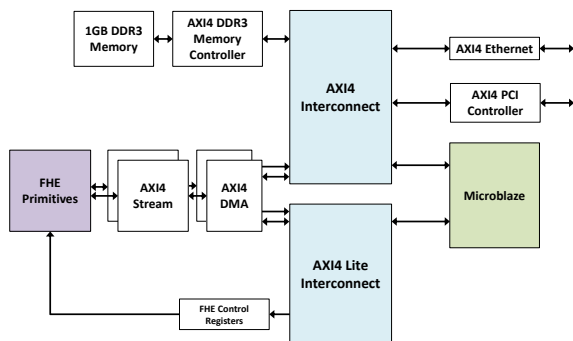 1GB DDR3
Memory
AXI4 DDR3
Memory
Controller
AXI4
Interconnect
AXI4 Ethernet
AXI4 PCI
Controller
FHE
Primitives
AXI4
Stream
AXI4
DMA
Microblaze
AXI4 Lite
Interconnect
FHE Control
Registers